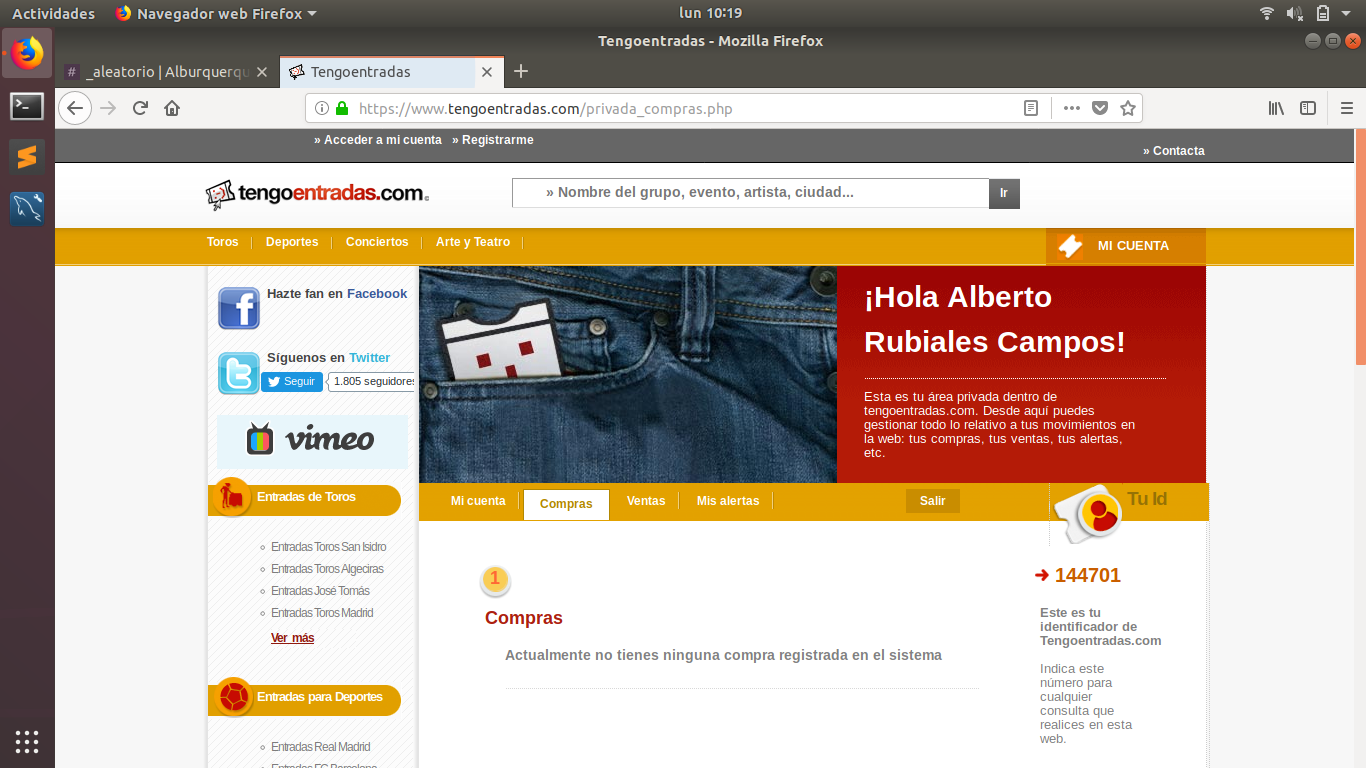 Actividades
Navegador web Firefox
lun 10:19
Tengoentradas - Mozilla Firefox
# _aleatorio | Alburquerqu
Tengoentradas
https://www.tengoentradas.com/privada_compras.php
» Acceder a mi cuenta » Registrarme
» Contacta
tengoentradas.com
» Nombre del grupo, evento, artista, ciudad...
Ir
Toros
Deportes
Conciertos
Arte y Teatro
MI CUENTA
Hazte fan en Facebook
Síguenos en Twitter
Seguir
1.805 seguidores
vimeo
Entradas de Toros
Entradas Toros San Isidro
Entradas Toros Algeciras
Entradas José Tomás
Entradas Toros Madrid
Ver más
Entradas para Deportes
Entradas Real Madrid
Entradas FC Barcelona
¡Hola Alberto
Rubiales Campos!
Esta es tu área privada dentro de
tengoentradas.com. Desde aquí puedes
gestionar todo lo relativo a tus movimientos en
la web: tus compras, tus ventas, tus alertas,
etc.
Mi cuenta
Compras
Ventas
Mis alertas
Salir
Tu Id
1
Compras
Actualmente no tienes ninguna compra registrada en el sistema
144701
Este es tu
identificador de
Tengoentradas.com
Indica este
número para
cualquier
consulta que
realices en esta
web.